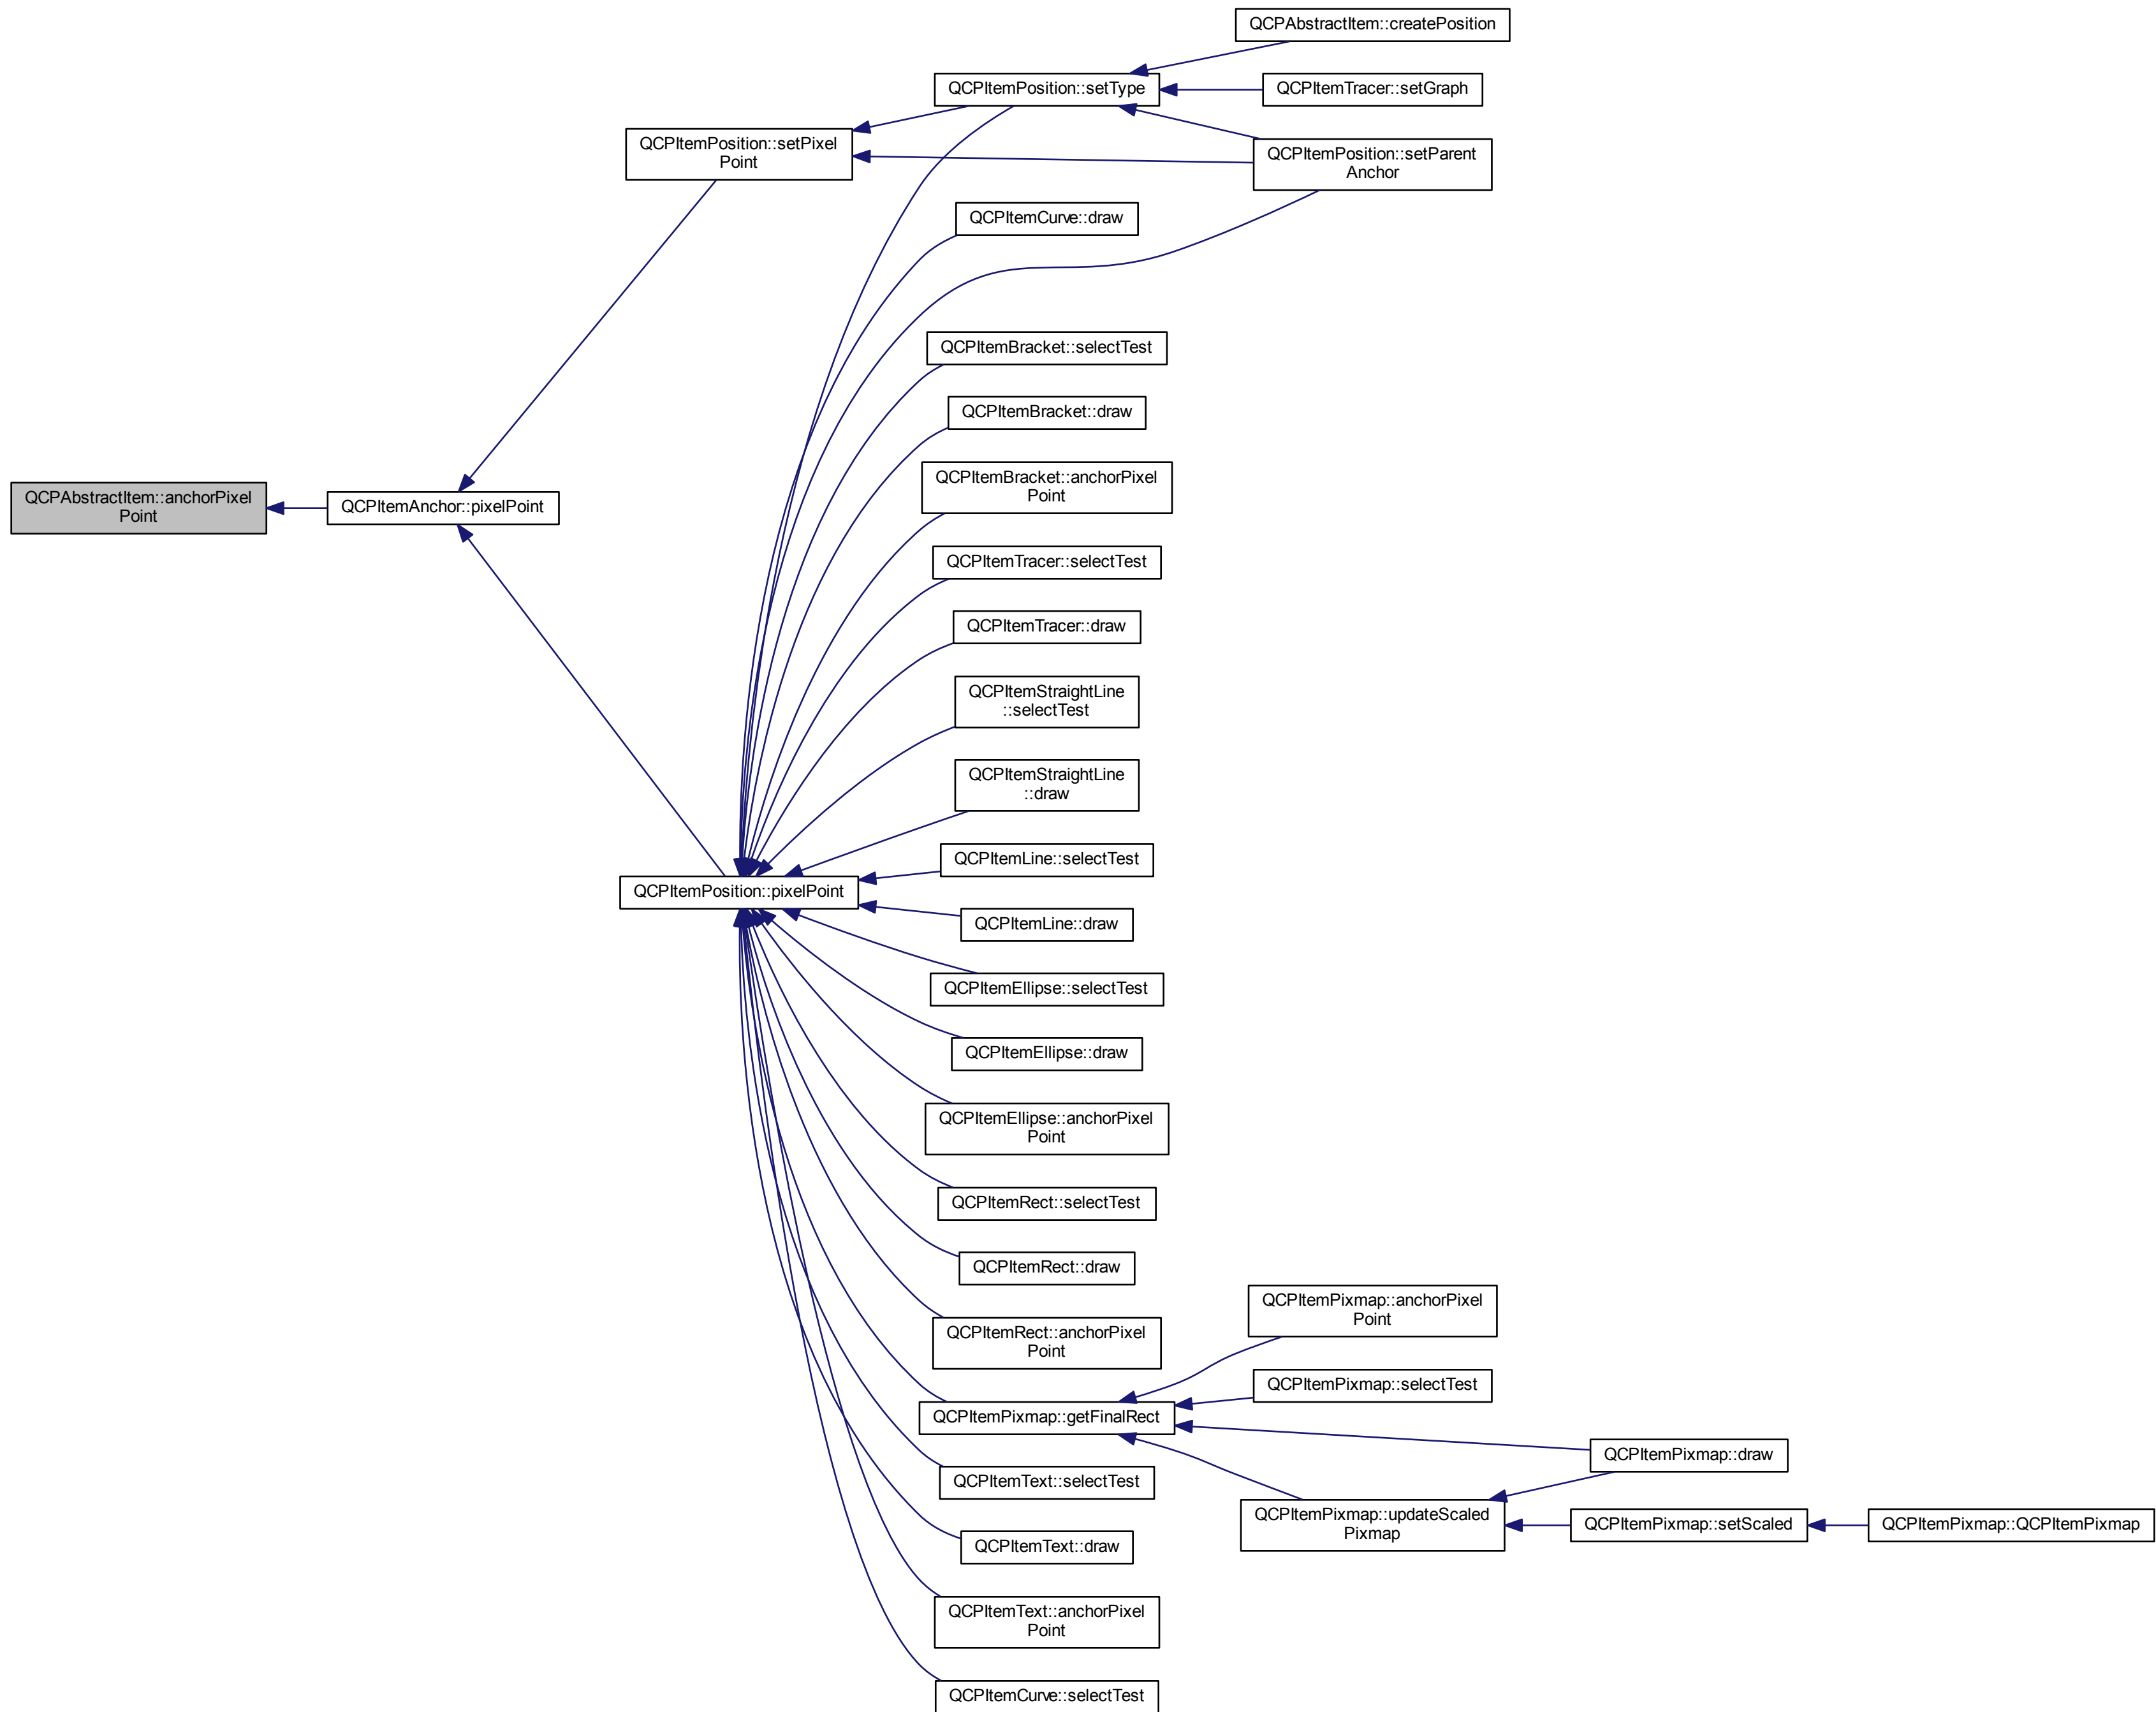 QCPAbstractItem::createPosition
QCPItemPosition::setType
QCPItemTracer::setGraph
QCPItemPosition::setPixel
Point
QCPItemPosition::setParent
Anchor
QCPItemCurve::draw
QCPItemBracket::selectTest
QCPItemBracket::draw
QCPItemBracket::anchorPixel
Point
QCPAbstractItem::anchorPixel
Point
QCPItemAnchor::pixelPoint
QCPItemTracer::selectTest
QCPItemTracer::draw
QCPItemStraightLine
::selectTest
QCPItemStraightLine
::draw
QCPItemLine::selectTest
QCPItemPosition::pixelPoint
QCPItemLine::draw
QCPItemEllipse::selectTest
QCPItemEllipse::draw
QCPItemEllipse::anchorPixel
Point
QCPItemRect::selectTest
QCPItemRect::draw
QCPItemPixmap::anchorPixel
Point
QCPItemRect::anchorPixel
Point
QCPItemPixmap::selectTest
QCPItemPixmap::getFinalRect
QCPItemPixmap::draw
QCPItemText::selectTest
QCPItemPixmap::updateScaled
Pixmap
QCPItemPixmap::setScaled
QCPItemPixmap::QCPItemPixmap
QCPItemText::draw
QCPItemText::anchorPixel
Point
QCPItemCurve::selectTest